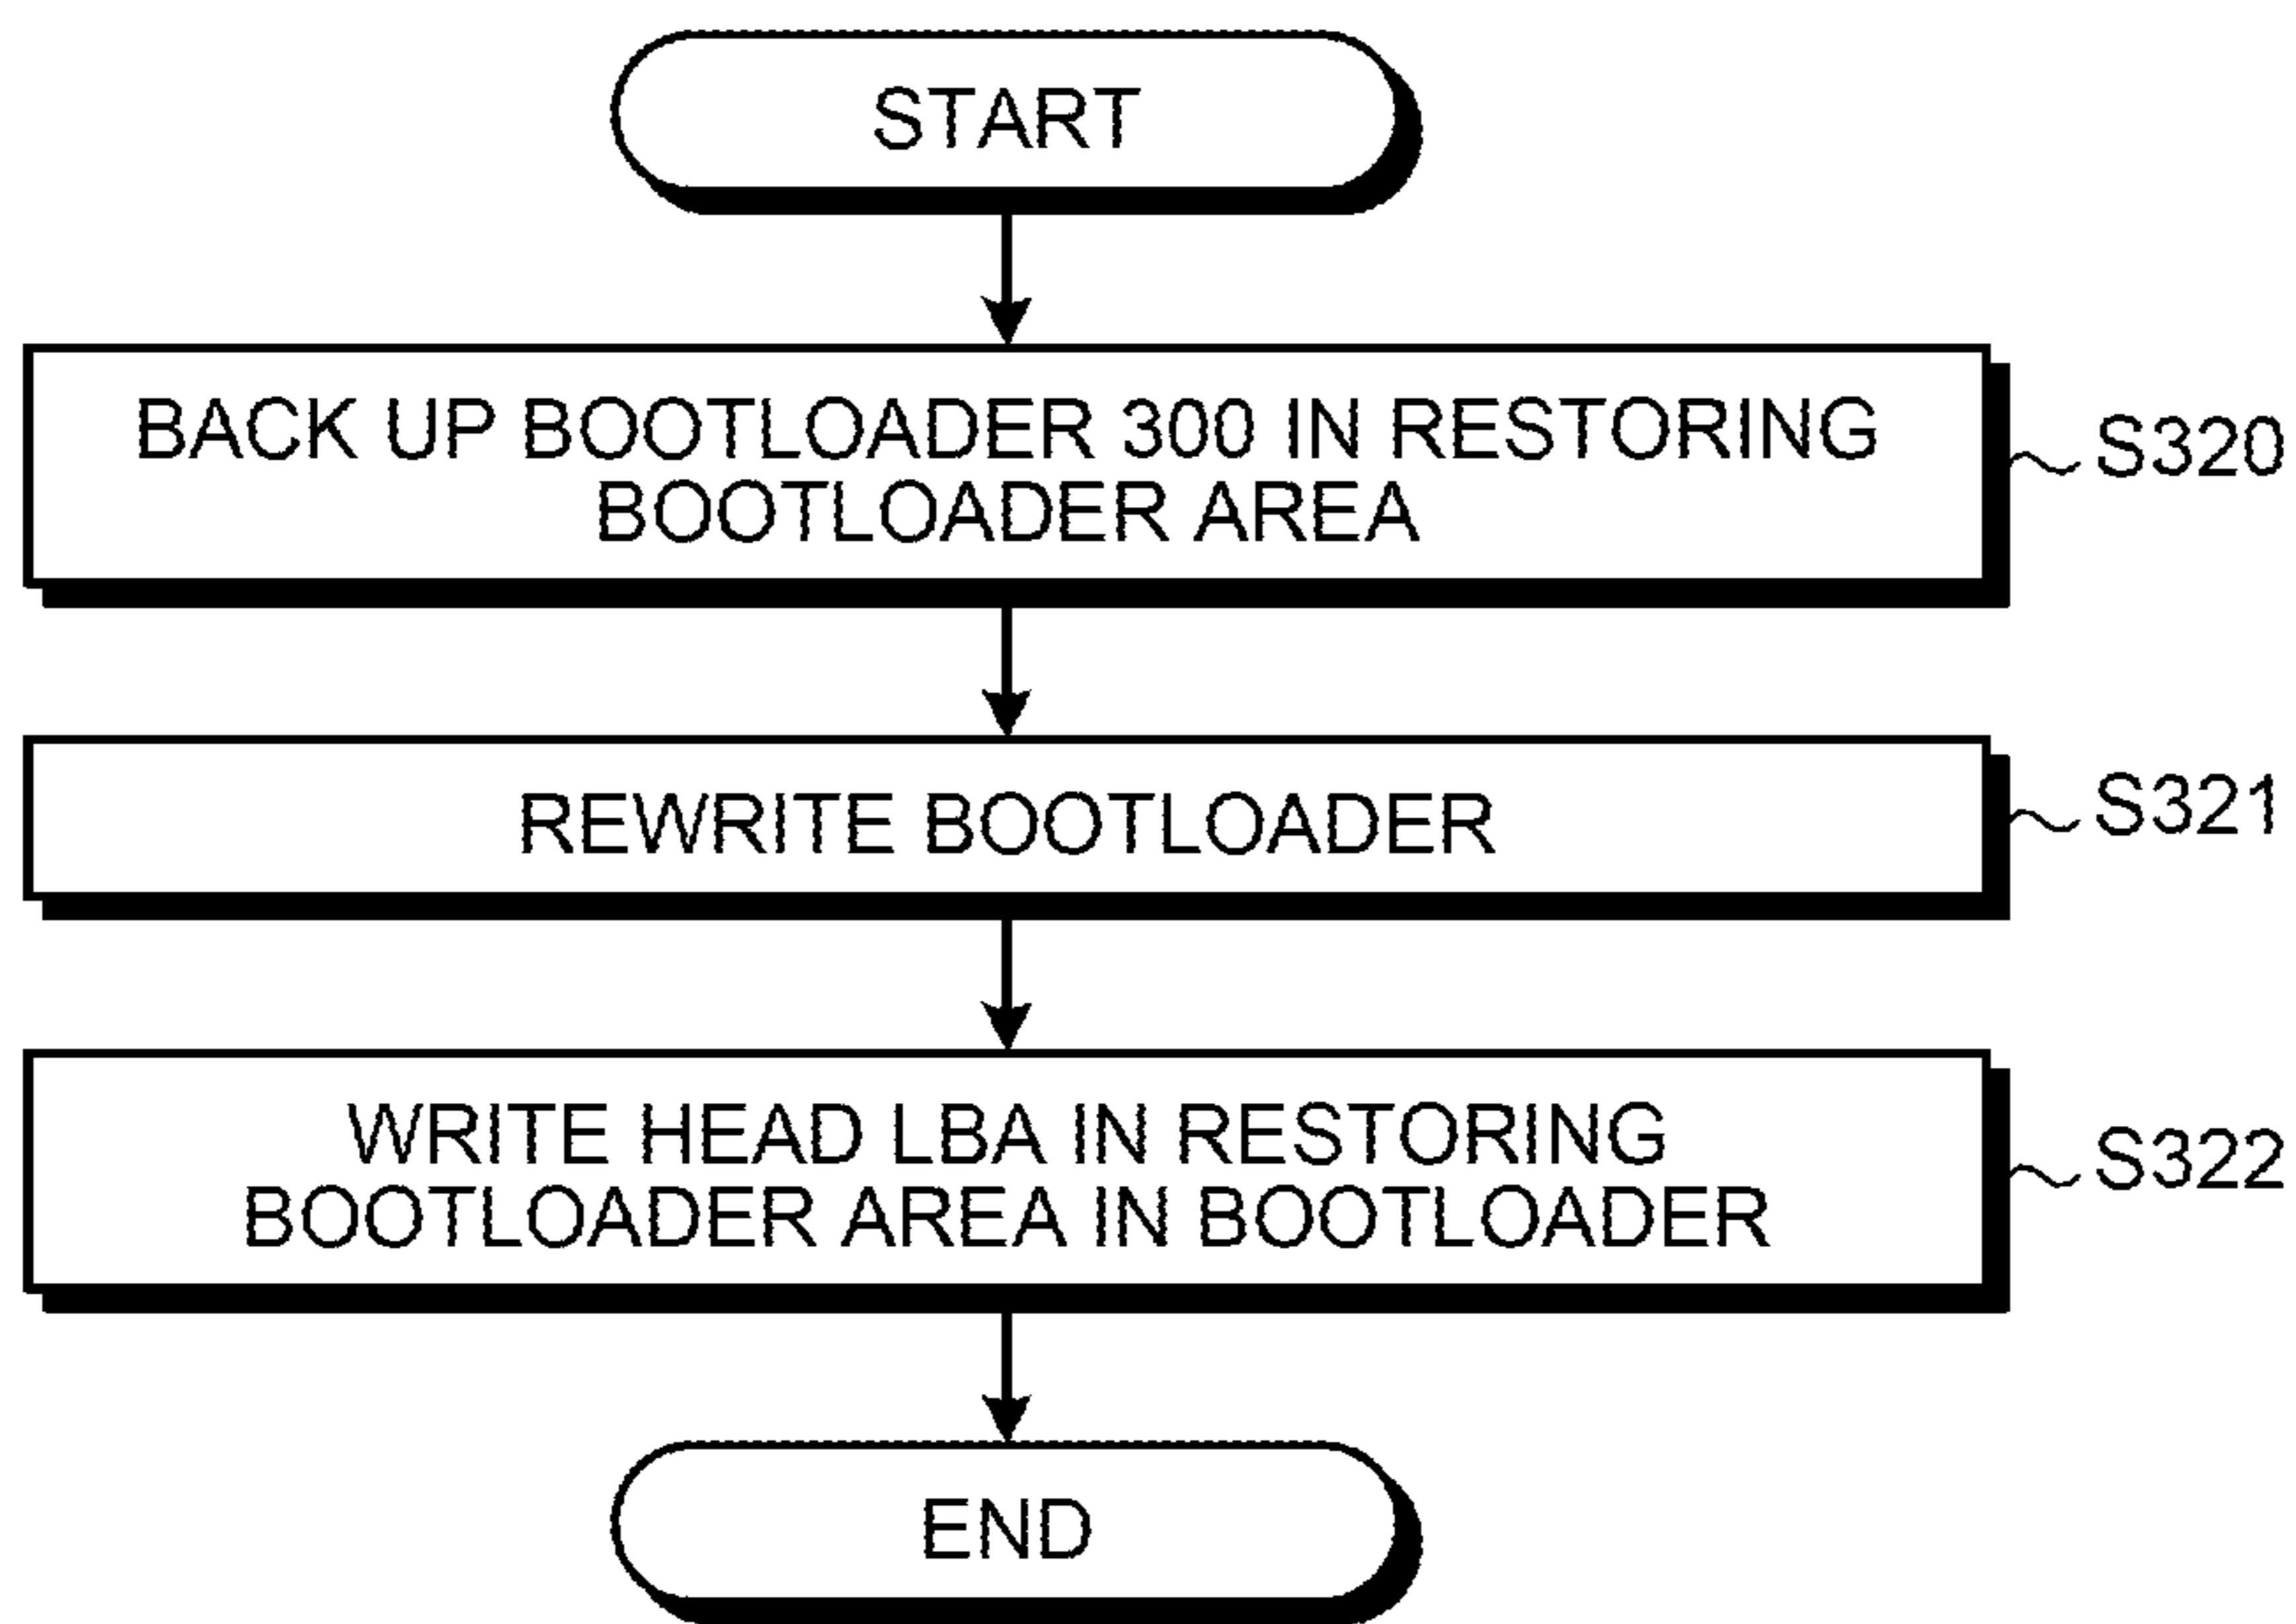 START
BACK UP BOOTLOADER 300 IN RESTORING
BOOTLOADER AREA
S320
REWRITE BOOTLOADER
S321
WRITE HEAD LBA IN RESTORING
BOOTLOADER AREA IN BOOTLOADER
S322
END